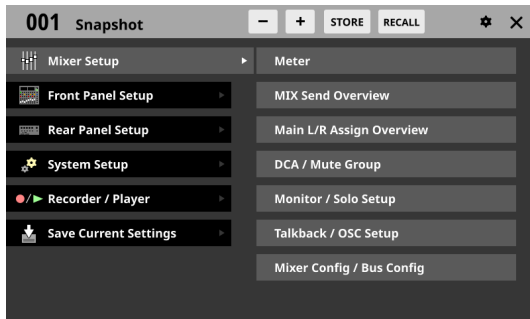 001 Snapshot - + STORE RECALL
Mixer Setup
Front Panel Setup
Rear Panel Setup
System Setup
Recorder / Player
Save Current Settings
Meter
MIX Send Overview
Main L/R Assign Overview
DCA / Mute Group
Monitor / Solo Setup
Talkback / OSC Setup
Mixer Config / Bus Config